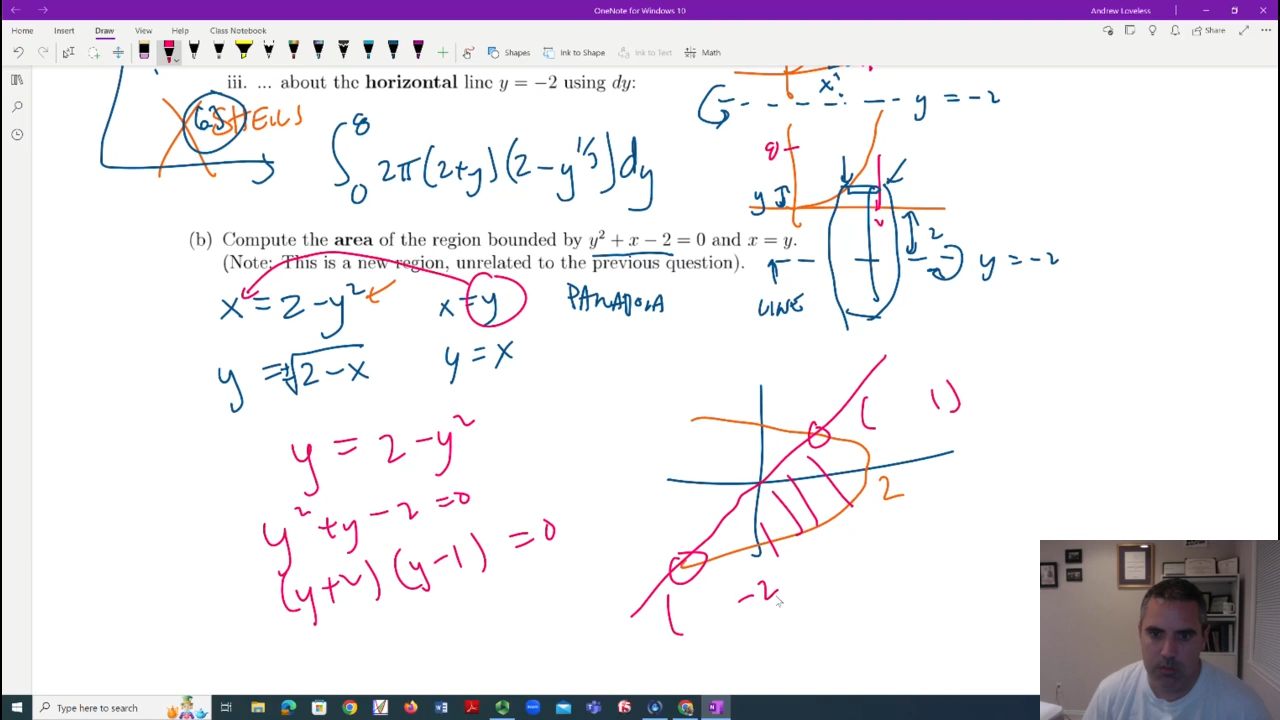 OneNote for Windows 10
Andrew Loveless
Home Insert Draw View Help Class Notebook
Share
Shapes Ink to Shape Ink to Text Math
iii. ... about the horizontal line y = −2 using dy:
SHELLS
∫₀⁸ 2π(2+y)(2−y^{1/3})dy
x
y = −2
8
y
2
y = −2
(b) Compute the area of the region bounded by y² + x − 2 = 0 and x = y.
(Note: This is a new region, unrelated to the previous question).
x = 2 − y² x = y PARABOLA LINE
y = ±√(2−x) y = x
y = 2 − y²
y² + y − 2 = 0
(y+2)(y−1) = 0
( 1)
2
( −2
Type here to search